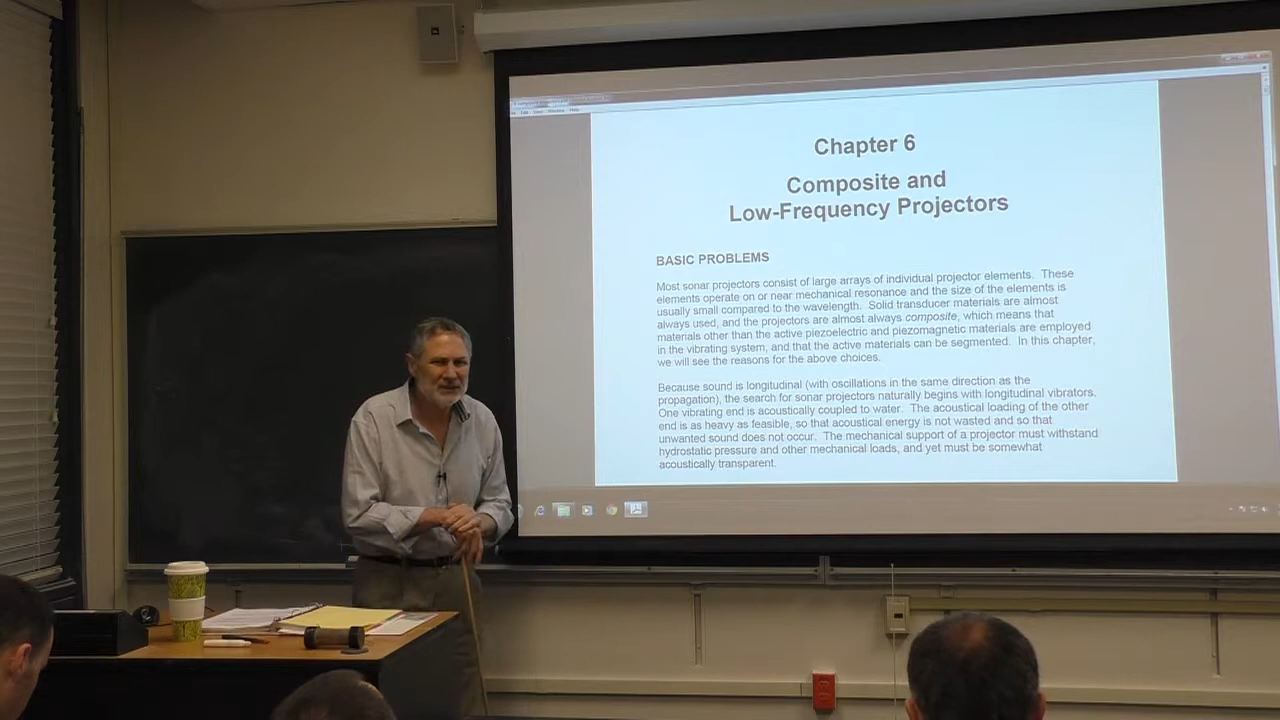 Chapter 6
Composite and
Low-Frequency Projectors
BASIC PROBLEMS
Most sonar projectors consist of large arrays of individual projector elements. These
elements operate on or near mechanical resonance and the size of the elements is
usually small compared to the wavelength. Solid transducer materials are almost
always used, and the projectors are almost always composite, which means that
materials other than the active piezoelectric and piezomagnetic materials are employed
in the vibrating system, and that the active materials can be segmented. In this chapter,
we will see the reasons for the above choices.
Because sound is longitudinal (with oscillations in the same direction as the
propagation), the search for sonar projectors naturally begins with longitudinal vibrators.
One vibrating end is acoustically coupled to water. The acoustical loading of the other
end is as heavy as feasible, so that acoustical energy is not wasted and so that
unwanted sound does not occur. The mechanical support of a projector must withstand
hydrostatic pressure and other mechanical loads, and yet must be somewhat
acoustically transparent.